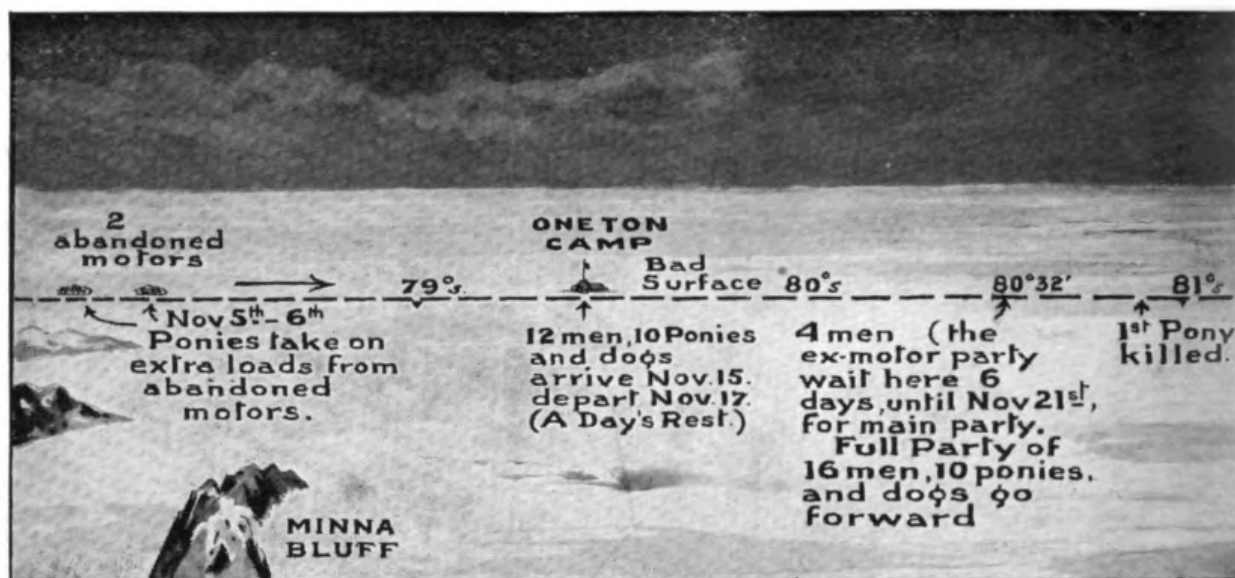 2
abandoned
motors
Nov 5th–6th
Ponies take on
extra loads from
abandoned
motors.
MINNA
BLUFF
79°s.
ONE TON
CAMP
Bad
Surface
12 men, 10 Ponies
and dogs
arrive Nov. 15.
depart Nov. 17.
(A Day's Rest.)
80°s
80°32'
4 men (the
ex-motor party
wait here 6
days, until Nov 21st,
for main party.
Full Party of
16 men, 10 ponies,
and dogs go
forward
81°s
1st Pony
killed.